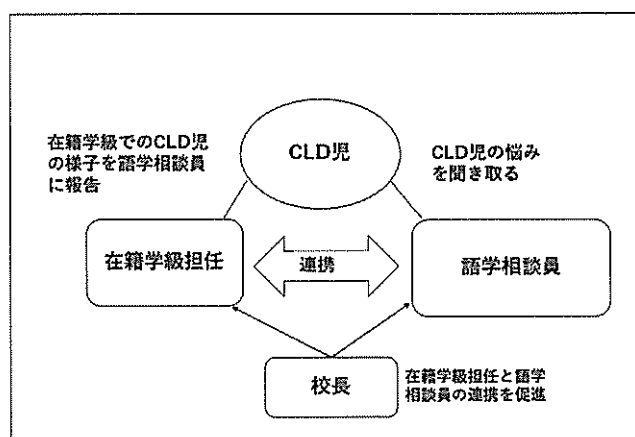 CLD児
在籍学級でのCLD児
の様子を語学相談員
に報告
CLD児の悩み
を聞き取る
在籍学級担任
連携
語学相談員
校長
在籍学級担任と語学
相談員の連携を促進